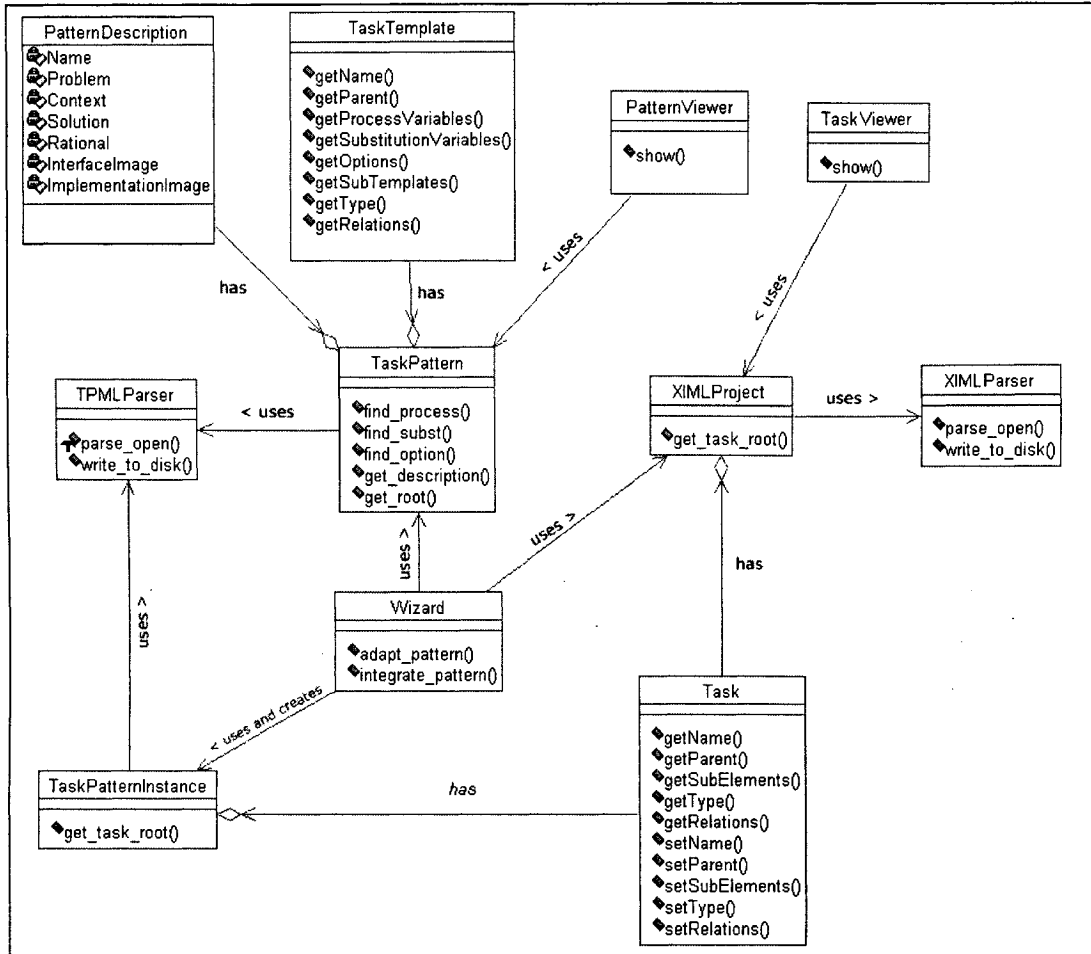 PatternDescription
Name
Problem
Context
Solution
Rational
InterfaceImage
ImplementationImage
TaskTemplate
getName()
getParent()
getProcessVariables()
getSubstitutionVariables()
getOptions()
getSubTemplates()
getType()
getRelations()
PatternViewer
show()
TaskViewer
show()
has
has
< uses
< uses
TPMLParser
parse_open()
write_to_disk()
< uses
TaskPattern
find_process()
find_subst()
find_option()
get_description()
get_root()
XIMLProject
get_task_root()
uses >
XIMLParser
parse_open()
write_to_disk()
uses >
uses >
uses >
has
Wizard
adapt_pattern()
integrate_pattern()
< uses and creates
TaskPatternInstance
get_task_root()
has
Task
getName()
getParent()
getSubElements()
getType()
getRelations()
setName()
setParent()
setSubElements()
setType()
setRelations()